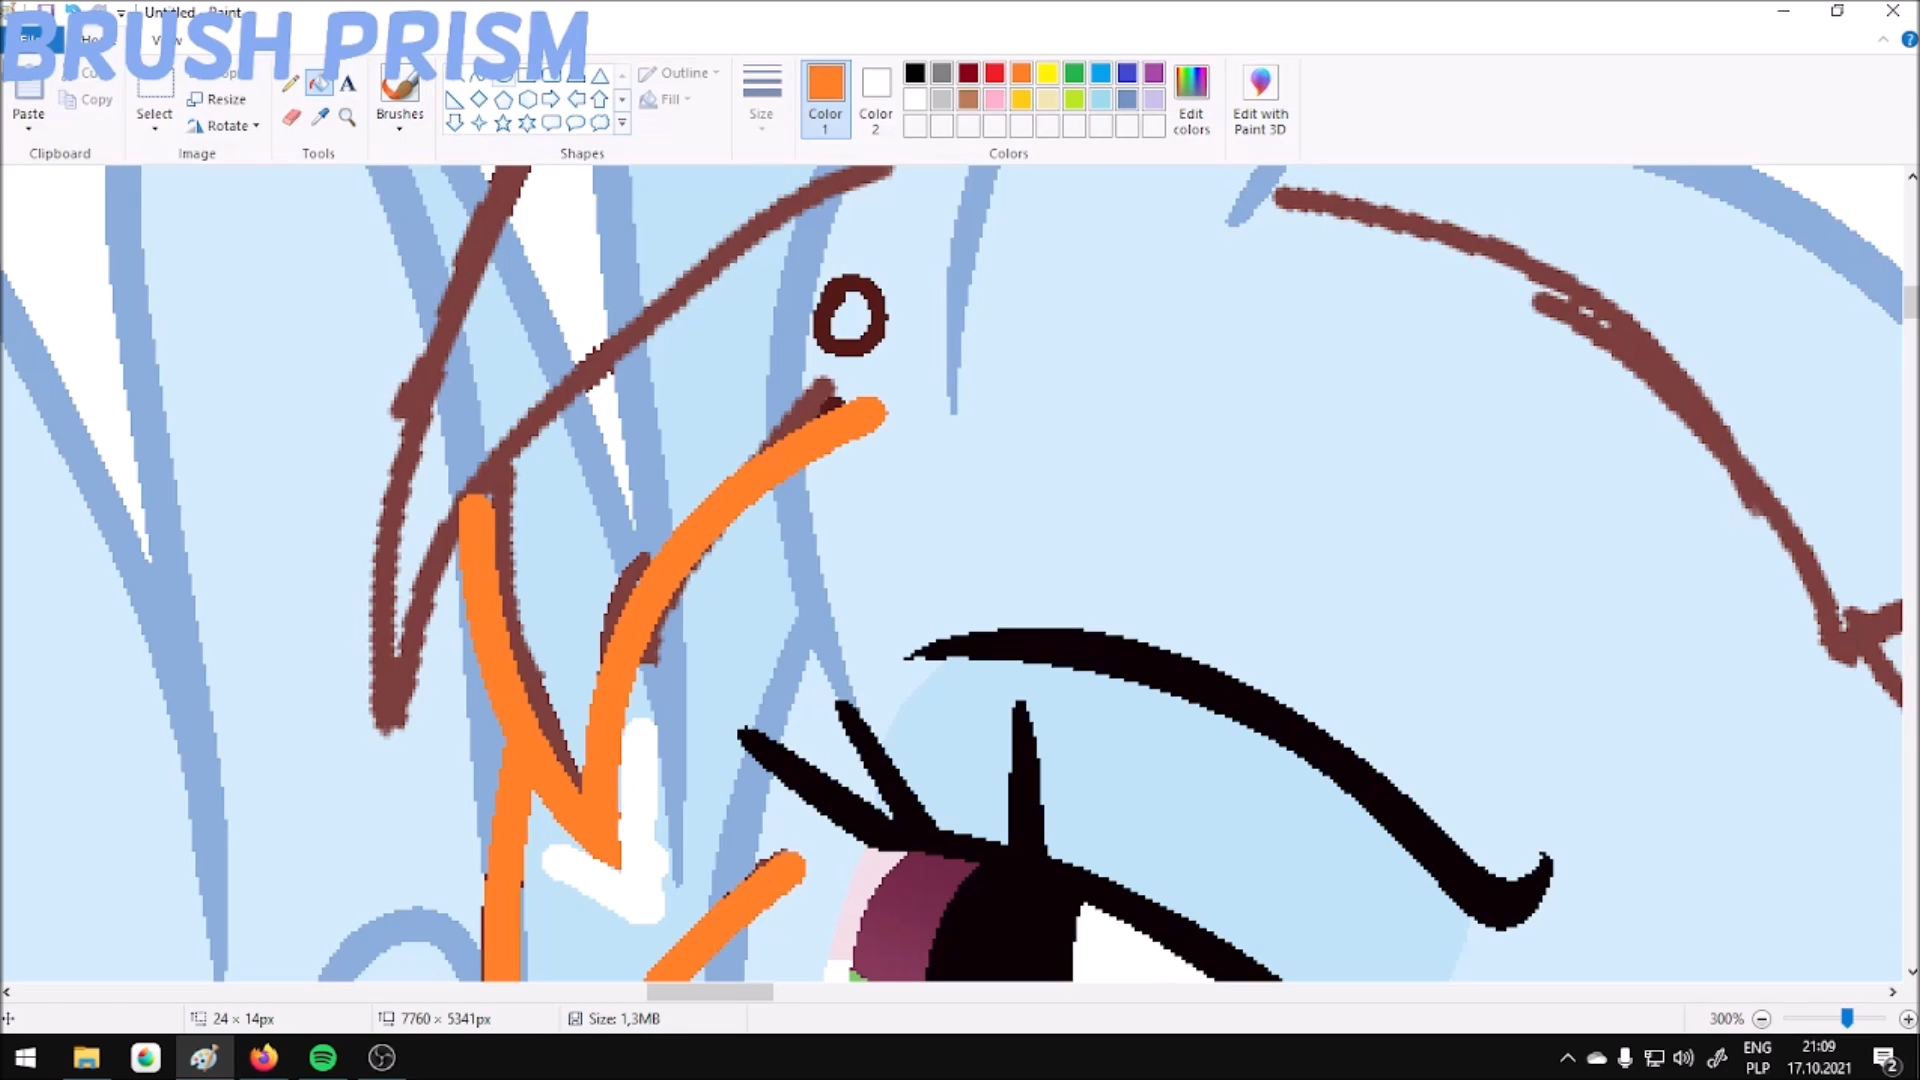 Untitled - Paint
BRUSH PRISM
Copy
Paste
Select
Resize
Rotate
A
Brushes
Outline
Fill
Size
Color 1
Color 2
Edit colors
Edit with Paint 3D
Clipboard
Image
Tools
Shapes
Colors
24 × 14px
7760 × 5341px
Size: 1,3MB
300%
ENG
PLP
21:09
17.10.2021
2